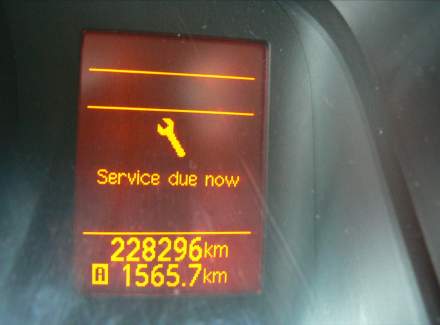 Service due now
228296km
A 1565.7km